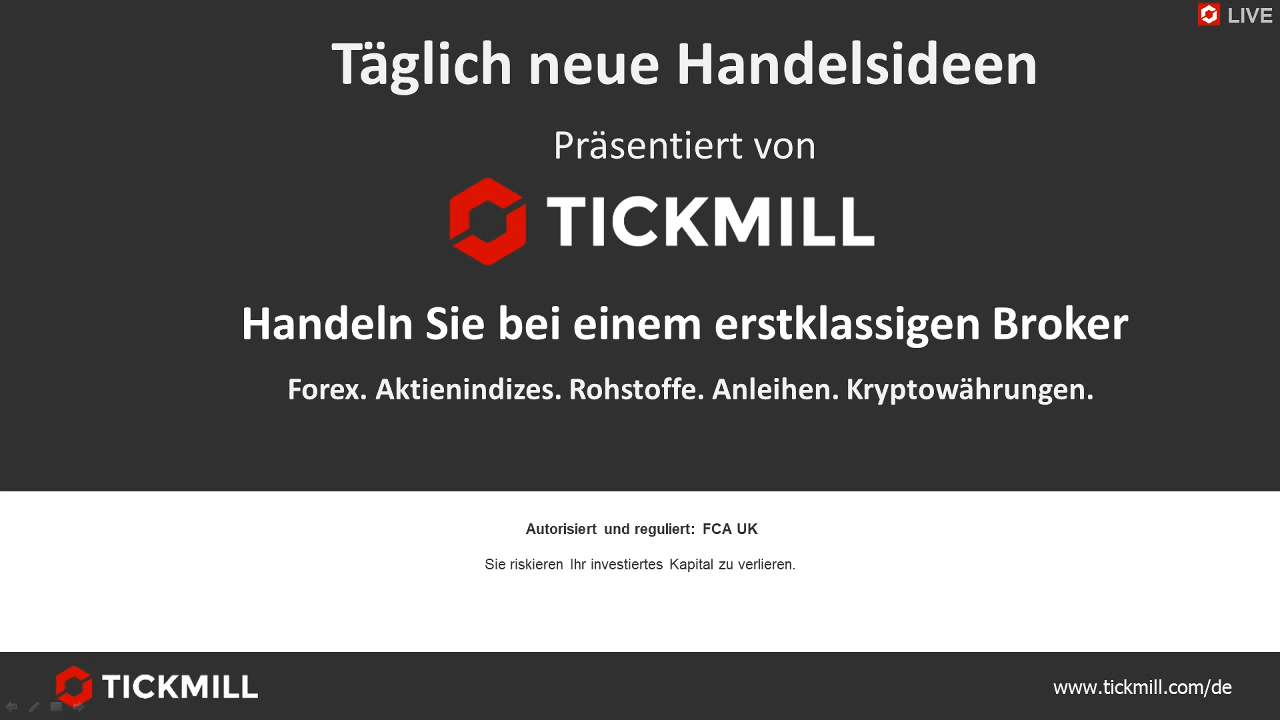 LIVE
Täglich neue Handelsideen
Präsentiert von
TICKMILL
Handeln Sie bei einem erstklassigen Broker
Forex. Aktienindizes. Rohstoffe. Anleihen. Kryptowährungen.
Autorisiert und reguliert: FCA UK
Sie riskieren Ihr investiertes Kapital zu verlieren.
TICKMILL
www.tickmill.com/de